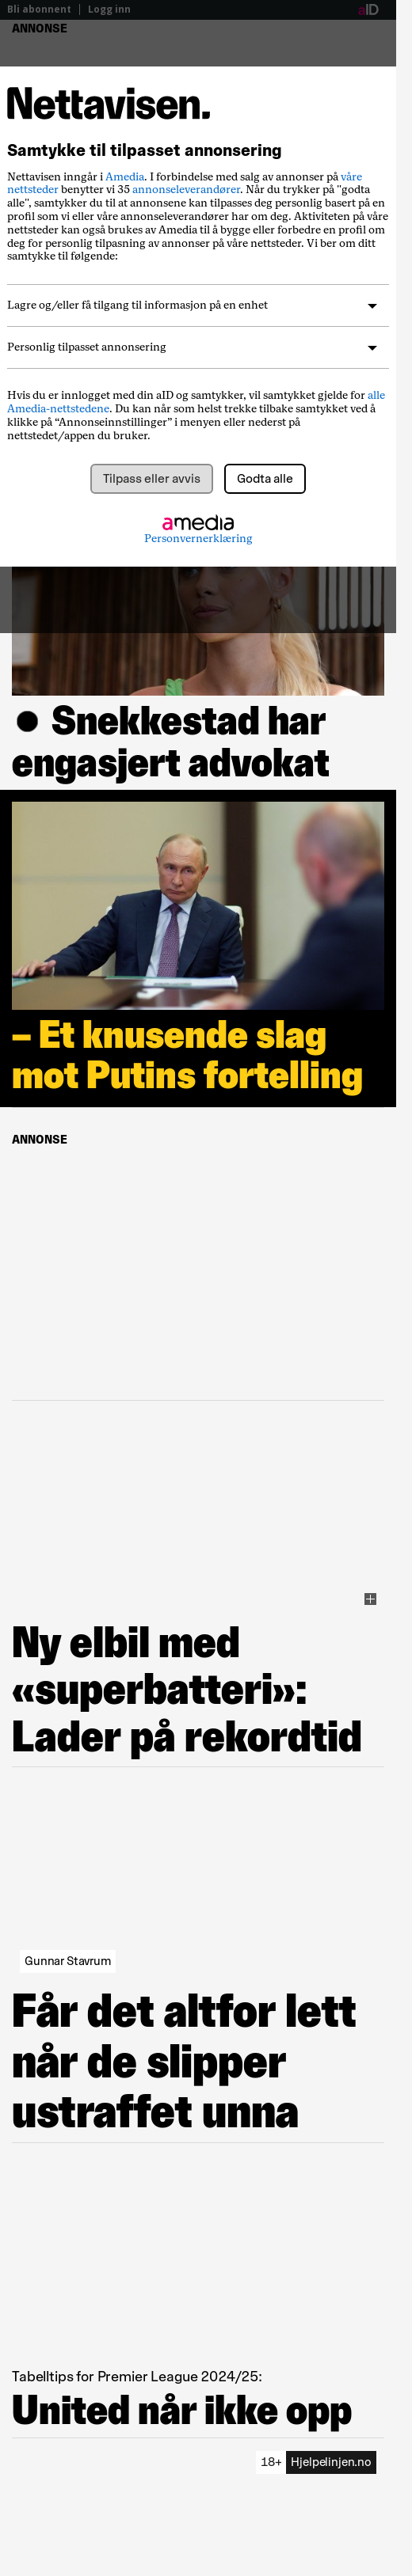 Bli abonnent | Logg inn
aID
ANNONSE
Nettavisen.
Samtykke til tilpasset annonsering
Nettavisen inngår i Amedia. I forbindelse med salg av annonser på våre
nettsteder benytter vi 35 annonseleverandører. Når du trykker på "godta
alle", samtykker du til at annonsene kan tilpasses deg personlig basert på en
profil som vi eller våre annonseleverandører har om deg. Aktiviteten på våre
nettsteder kan også brukes av Amedia til å bygge eller forbedre en profil om
deg for personlig tilpasning av annonser på våre nettsteder. Vi ber om ditt
samtykke til følgende:
Lagre og/eller få tilgang til informasjon på en enhet
Personlig tilpasset annonsering
Hvis du er innlogget med din aID og samtykker, vil samtykket gjelde for alle
Amedia-nettstedene. Du kan når som helst trekke tilbake samtykket ved å
klikke på “Annonseinnstillinger” i menyen eller nederst på
nettstedet/appen du bruker.
Tilpass eller avvis
Godta alle
amedia
Personvernerklæring
Snekkestad har
engasjert advokat
– Et knusende slag
mot Putins fortelling
ANNONSE
Ny elbil med
«superbatteri»:
Lader på rekordtid
Gunnar Stavrum
Får det altfor lett
når de slipper
ustraffet unna
Tabelltips for Premier League 2024/25:
United når ikke opp
18+ Hjelpelinjen.no